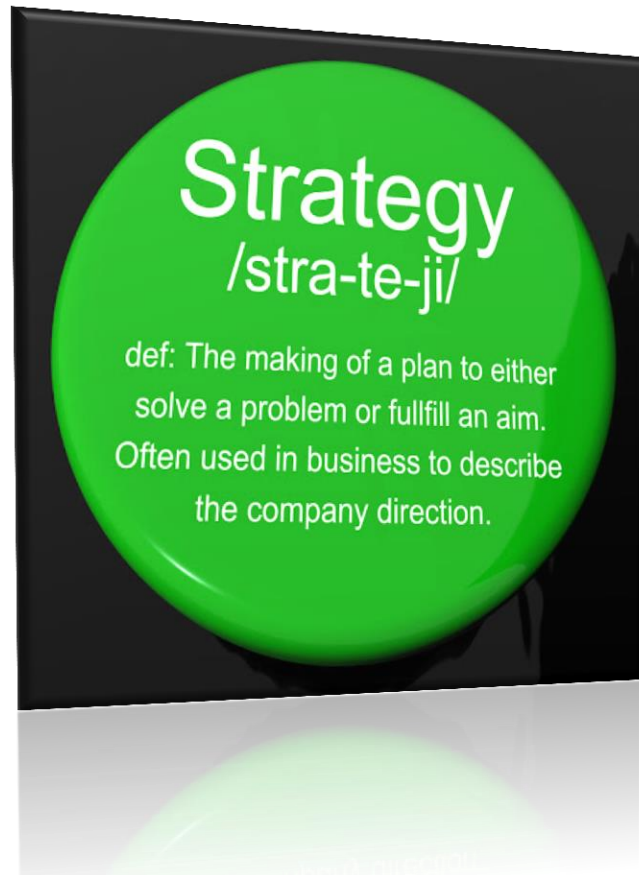 Strategy
/stra-te-ji/
def: The making of a plan to either
solve a problem or fullfill an aim.
Often used in business to describe
the company direction.